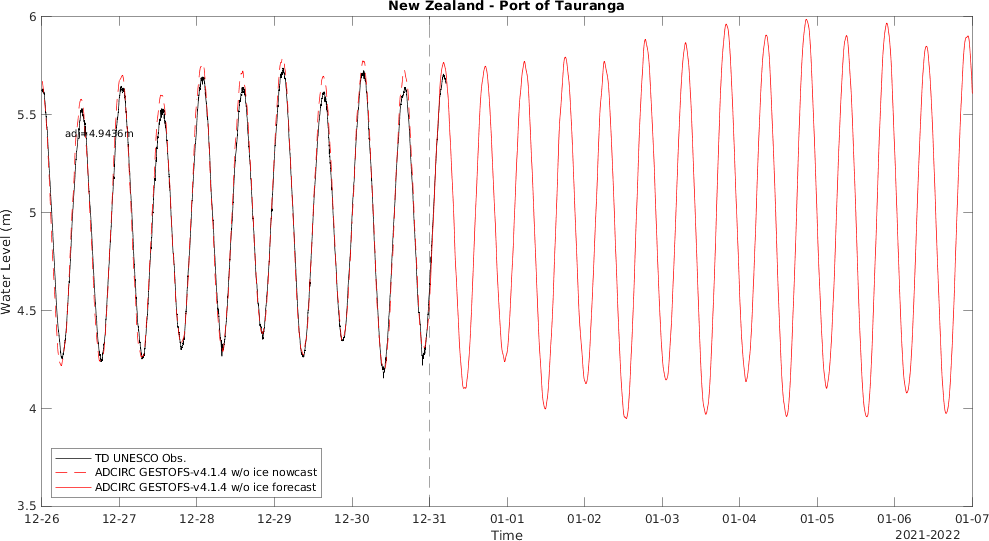 New Zealand - Port of Tauranga
6
5.5
5
4.5
4
3.5
Water Level (m)
adj=4.9436m
TD UNESCO Obs.
ADCIRC GESTOFS-v4.1.4 w/o ice nowcast
ADCIRC GESTOFS-v4.1.4 w/o ice forecast
12-26 12-27 12-28 12-29 12-30 12-31 01-01 01-02 01-03 01-04 01-05 01-06 01-07
Time
2021-2022